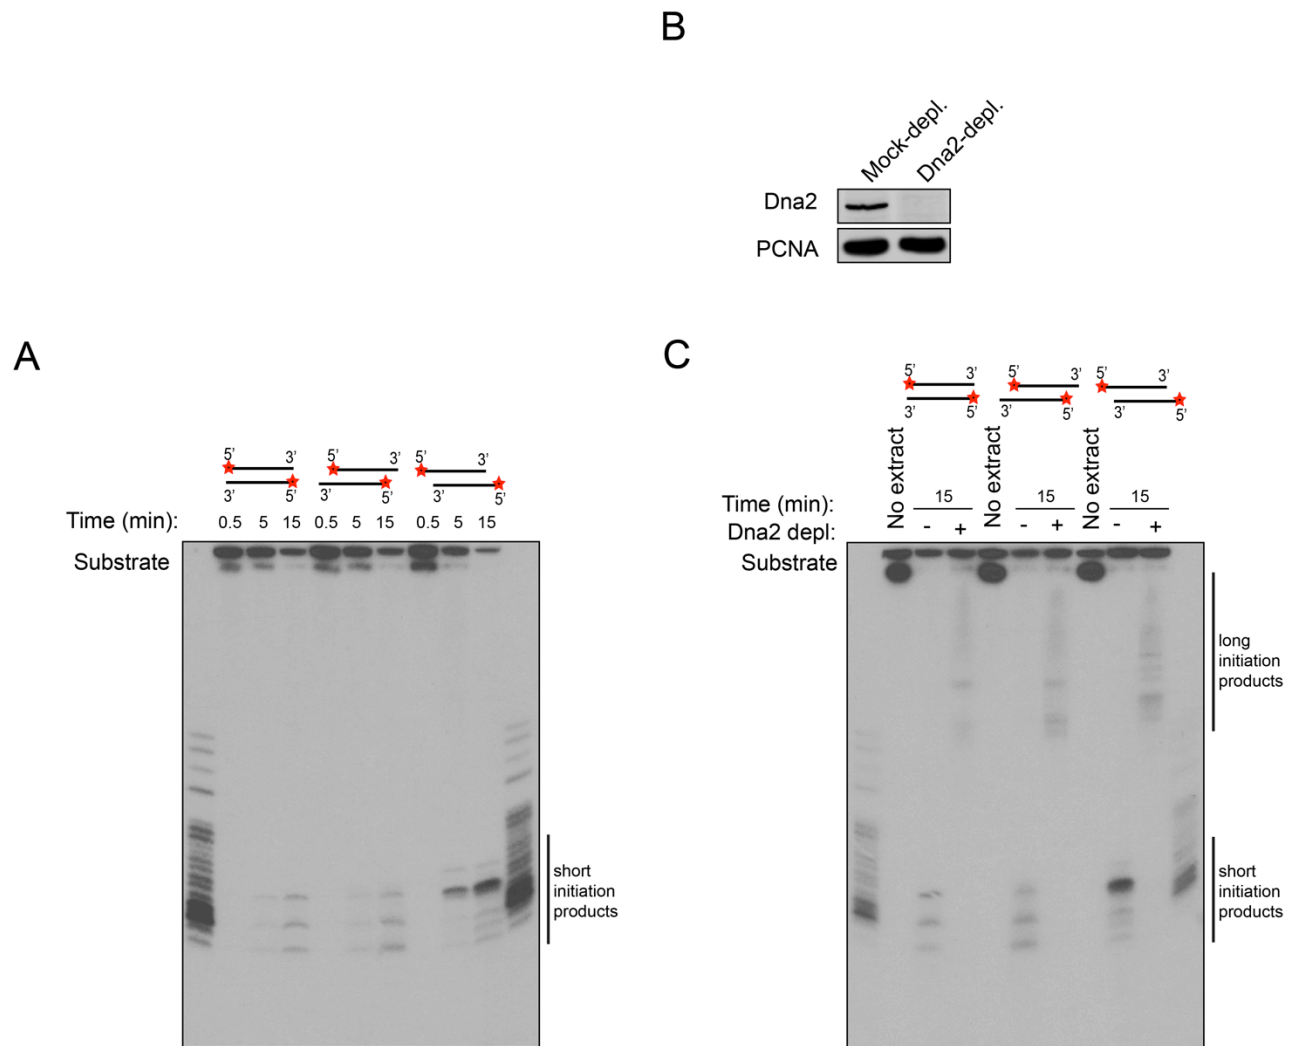 B
Mock-depl.
Dna2-depl.
Dna2
PCNA
A
5’ 3’ 5’ 3’ 5’ 3’
3’ 5’ 3’ 5’ 3’ 5’
Time (min): 0.5 5 15 0.5 5 15 0.5 5 15
Substrate
short
initiation
products
C
5’ 3’ 5’ 3’ 5’ 3’
3’ 5’ 3’ 5’ 3’ 5’
No extract
No extract
No extract
Time (min): 15 15 15
Dna2 depl: - + - + - +
Substrate
long
initiation
products
short
initiation
products